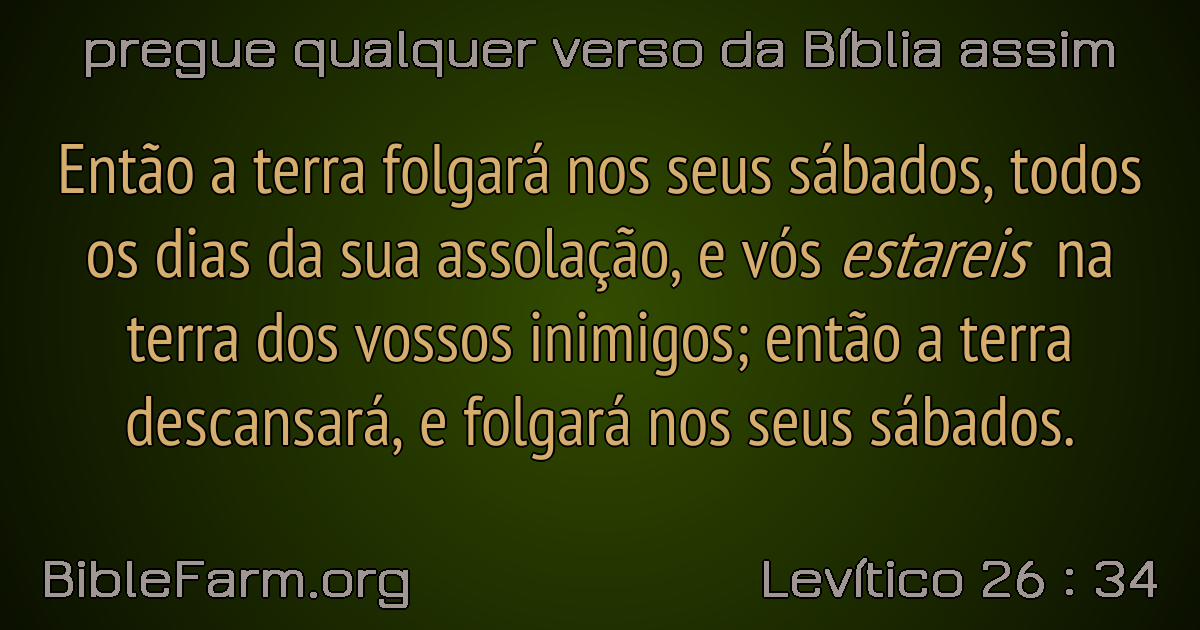 pregue qualquer verso da Bíblia assim
Então a terra folgará nos seus sábados, todos
os dias da sua assolação, e vós estareis na
terra dos vossos inimigos; então a terra
descansará, e folgará nos seus sábados.
BibleFarm.org
Levítico 26 : 34